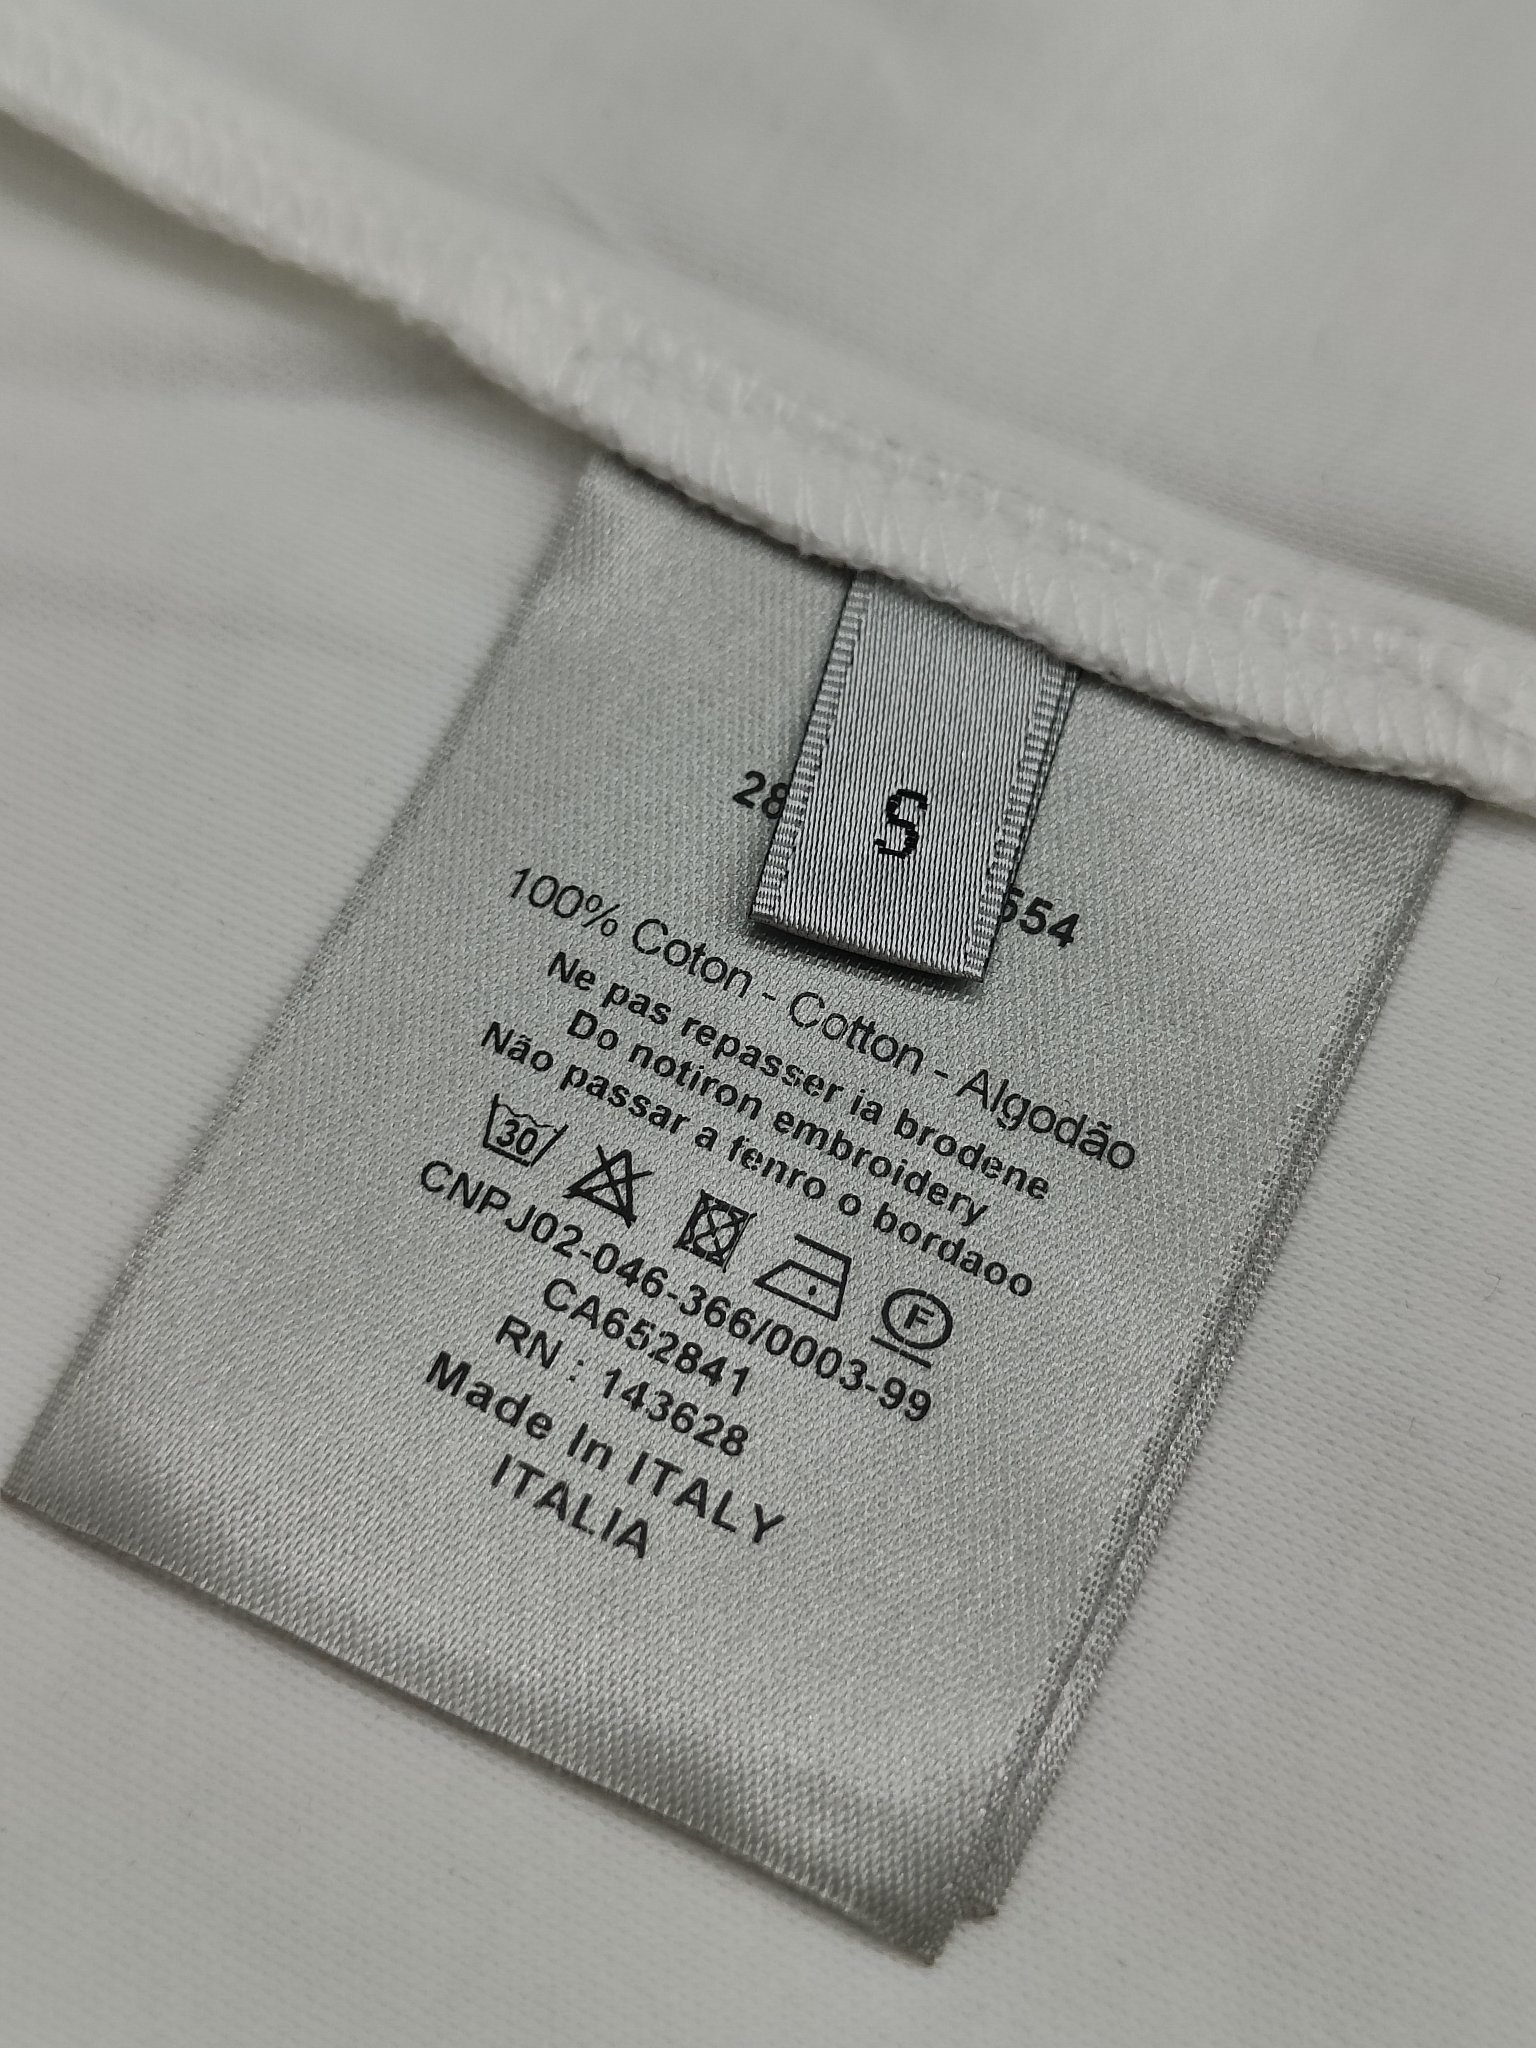 S
28 554
100% Coton - Cotton - Algodão
Ne pas repasser ia brodene
Do notiron embroidery
Não passar a fenro o bordaoo
30
F
CNPJ02-046-366/0003-99
CA652841
RN : 143628
Made In ITALY
ITALIA